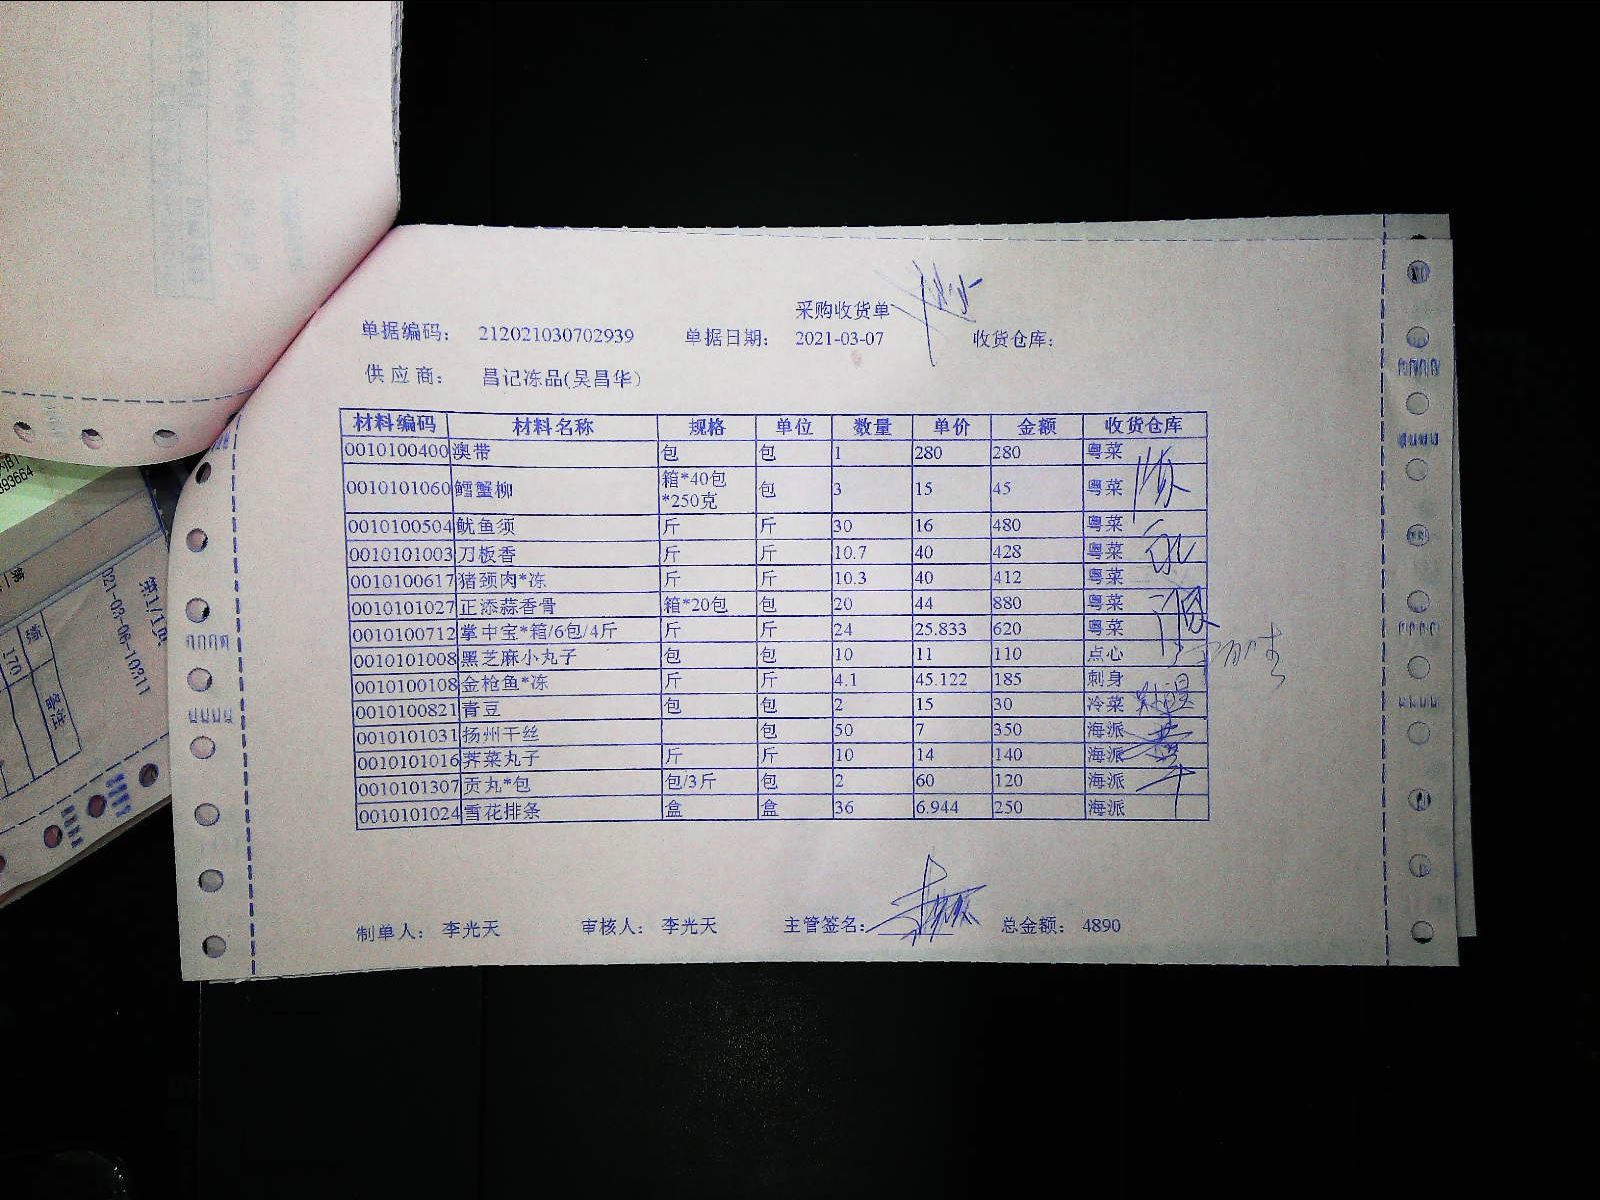 采购收货单
单据编码: 212021030702939 单据日期: 2021-03-07 收货仓库:
供应商: 昌记冻品(吴昌华)
材料编码 材料名称 规格 单位 数量 单价 金额 收货仓库
0010100400 澳带 包 包 1 280 280 粤菜
0010101060 鳕蟹柳 箱*40包*250克 包 3 15 45 粤菜
0010100504 鱿鱼须 斤 斤 30 16 480 粤菜
0010101003 刀板香 斤 斤 10.7 40 428 粤菜
0010100617 猪颈肉*冻 斤 斤 10.3 40 412 粤菜
0010101027 正添蒜香骨 箱*20包 包 20 44 880 粤菜
0010100712 掌中宝*箱/6包/4斤 斤 斤 24 25.833 620 粤菜
0010101008 黑芝麻小丸子 包 包 10 11 110 点心
0010100108 金枪鱼*冻 斤 斤 4.1 45.122 185 刺身
0010100821 青豆 包 包 2 15 30 冷菜
0010101031 扬州干丝 包 50 7 350 海派
0010101016 荠菜丸子 斤 斤 10 14 140 海派
0010101307 贡丸*包 包/3斤 包 2 60 120 海派
0010101024 雪花排条 盒 盒 36 6.944 250 海派
制单人: 李光天 审核人: 李光天 主管签名: 总金额: 4890
第1/1页
021-03-06-10311
备注
170
393664